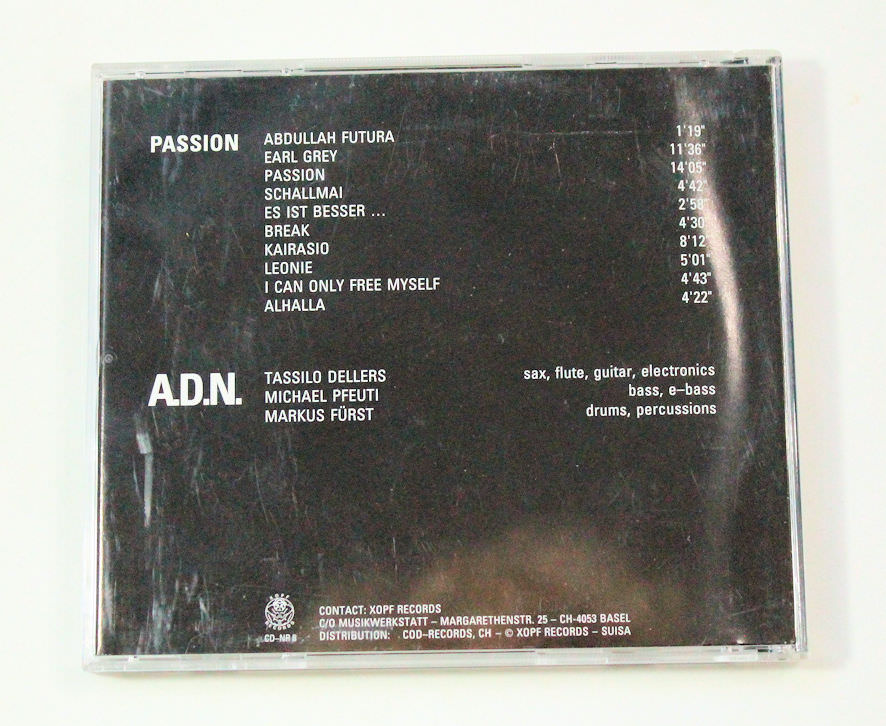 PASSION ABDULLAH FUTURA 1'19"
EARL GREY 11'36"
PASSION 14'05"
SCHALLMAI 4'42"
ES IST BESSER ... 2'58"
BREAK 4'30"
KAIRASIO 8'12"
LEONIE 5'01"
I CAN ONLY FREE MYSELF 4'43"
ALHALLA 4'22"
A.D.N. TASSILO DELLERS sax, flute, guitar, electronics
MICHAEL PFEUTI bass, e–bass
MARKUS FÜRST drums, percussions
XOPF
RECORDS
CD–NR 8
CONTACT: XOPF RECORDS
C/O MUSIKWERKSTATT – MARGARETHENSTR. 25 – CH-4053 BASEL
DISTRIBUTION: COD–RECORDS, CH – © XOPF RECORDS – SUISA